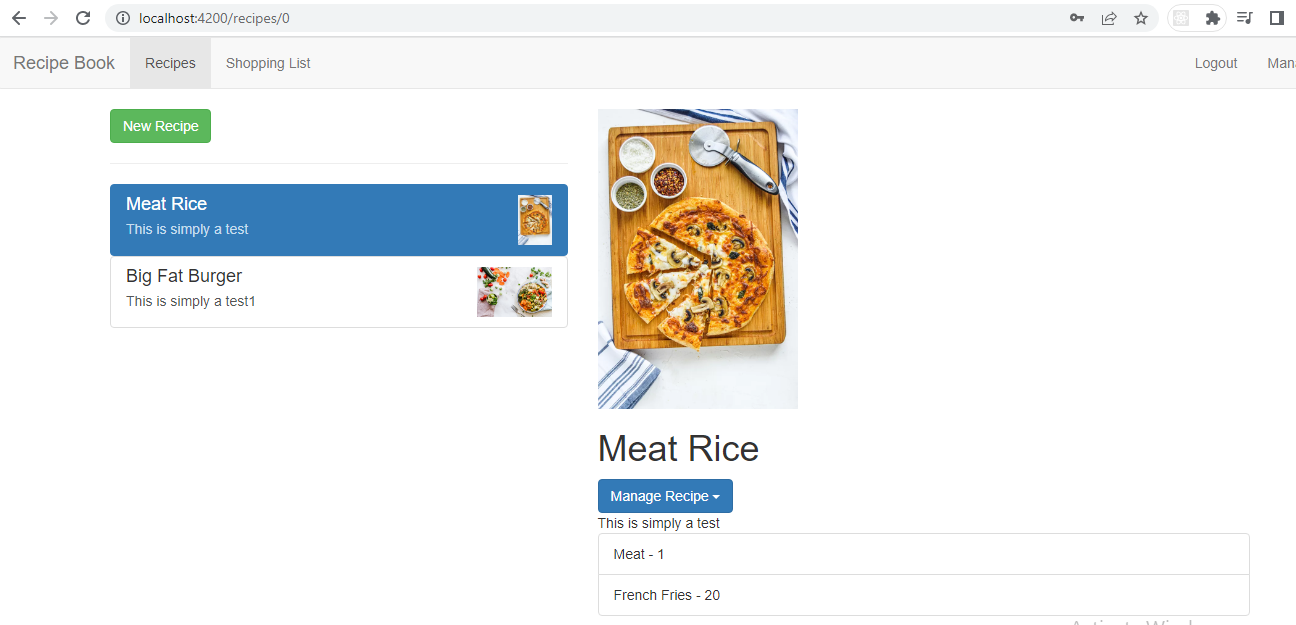 localhost:4200/recipes/0
Recipe Book Recipes Shopping List Logout
New Recipe
Meat Rice
This is simply a test
Big Fat Burger
This is simply a test1
Meat Rice
Manage Recipe
This is simply a test
Meat - 1
French Fries - 20